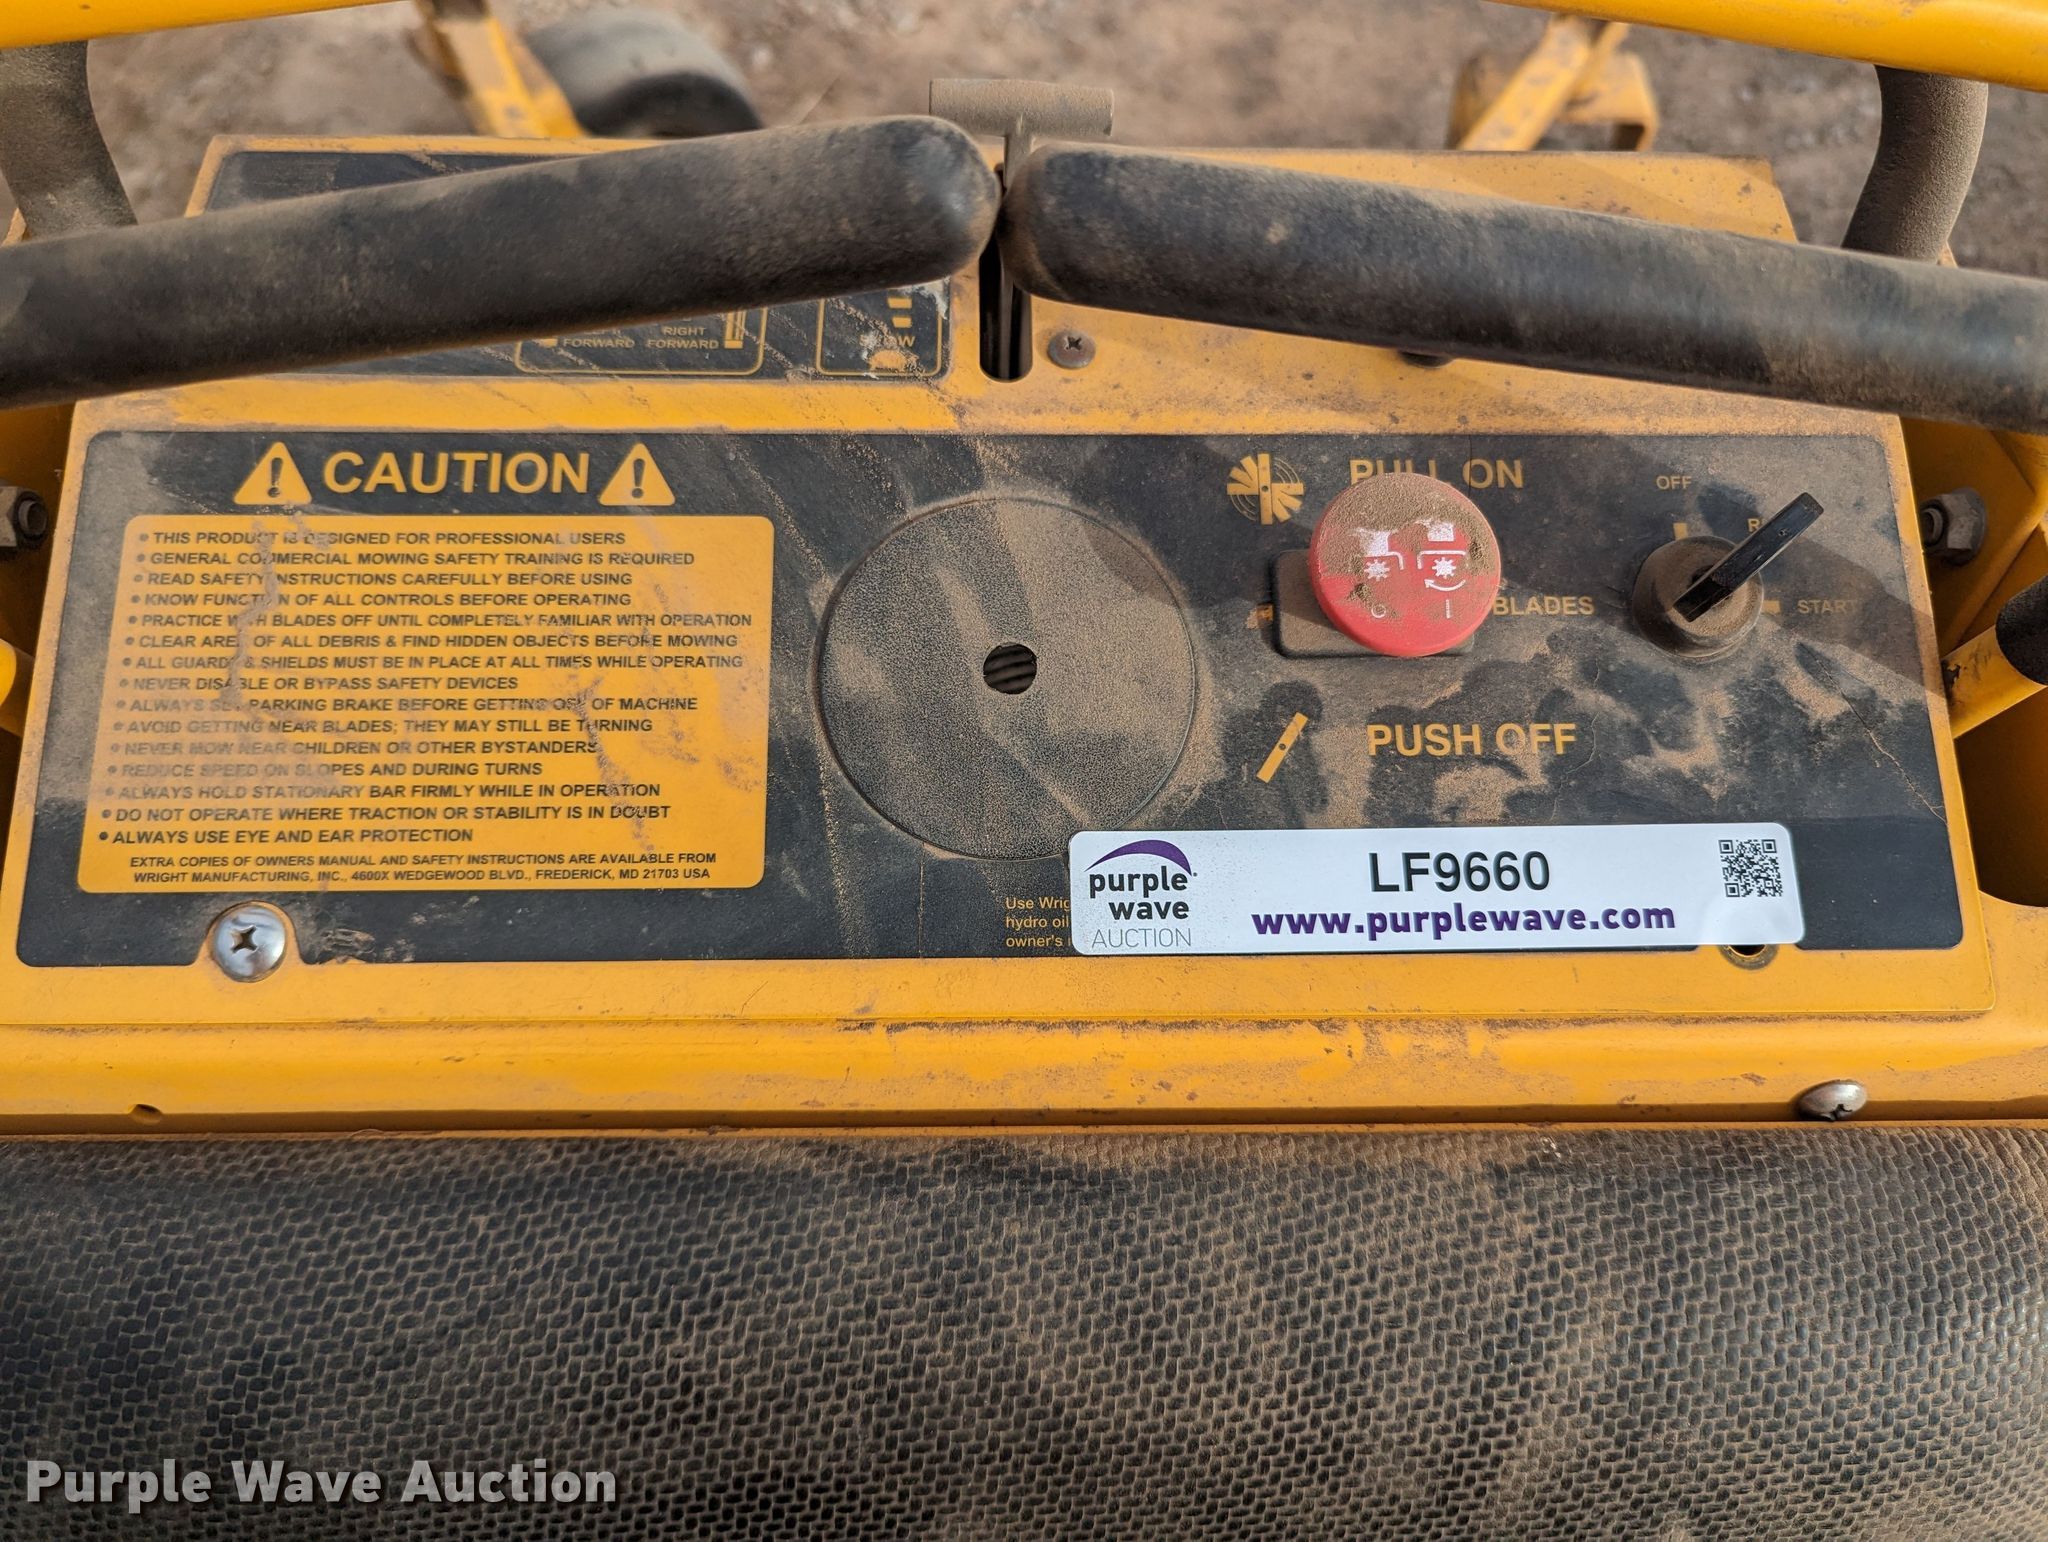 RIGHT
FORWARD FORWARD
CAUTION
• THIS PRODUCT IS DESIGNED FOR PROFESSIONAL USERS
• GENERAL COMMERCIAL MOWING SAFETY TRAINING IS REQUIRED
• READ SAFETY INSTRUCTIONS CAREFULLY BEFORE USING
• KNOW FUNCTION OF ALL CONTROLS BEFORE OPERATING
• PRACTICE WITH BLADES OFF UNTIL COMPLETELY FAMILIAR WITH OPERATION
• CLEAR AREA OF ALL DEBRIS & FIND HIDDEN OBJECTS BEFORE MOWING
• ALL GUARDS & SHIELDS MUST BE IN PLACE AT ALL TIMES WHILE OPERATING
• NEVER DISABLE OR BYPASS SAFETY DEVICES
• ALWAYS SET PARKING BRAKE BEFORE GETTING OFF OF MACHINE
• AVOID GETTING NEAR BLADES; THEY MAY STILL BE TURNING
• NEVER MOW NEAR CHILDREN OR OTHER BYSTANDERS
• REDUCE SPEED ON SLOPES AND DURING TURNS
• ALWAYS HOLD STATIONARY BAR FIRMLY WHILE IN OPERATION
• DO NOT OPERATE WHERE TRACTION OR STABILITY IS IN DOUBT
• ALWAYS USE EYE AND EAR PROTECTION
EXTRA COPIES OF OWNERS MANUAL AND SAFETY INSTRUCTIONS ARE AVAILABLE FROM
WRIGHT MANUFACTURING, INC., 4600X WEDGEWOOD BLVD., FREDERICK, MD 21703 USA
PULL ON
BLADES
PUSH OFF
OFF
START
Use
hydro oil
owner's
purple
wave
AUCTION
LF9660
www.purplewave.com
Purple Wave Auction